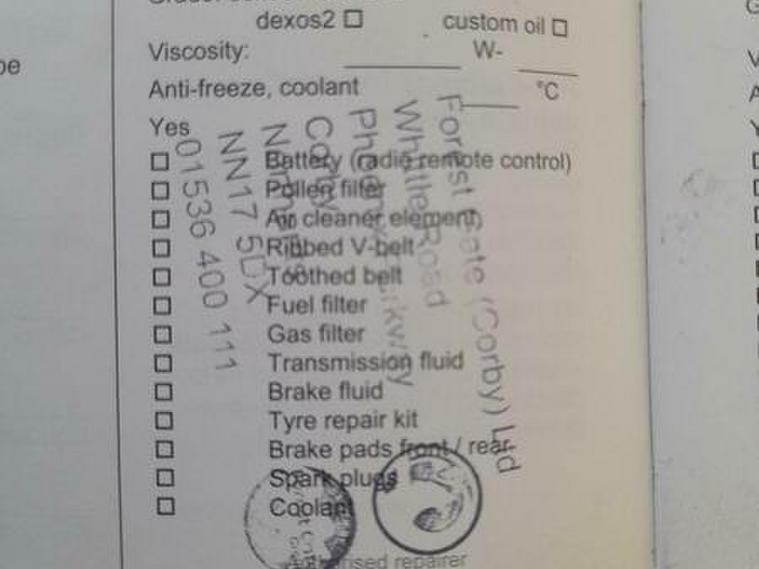 dexos2 custom oil
Viscosity: W-
Anti-freeze, coolant °C
Yes
Battery (radio remote control)
Pollen filter
Air cleaner element
Ribbed V-belt
Toothed belt
Fuel filter
Gas filter
Transmission fluid
Brake fluid
Tyre repair kit
Brake pads front / rear
Spark plugs
Coolant
repairer
Forest Gate (Corby) Ltd
Road
Corby
NN17 5DX
01536 400 111